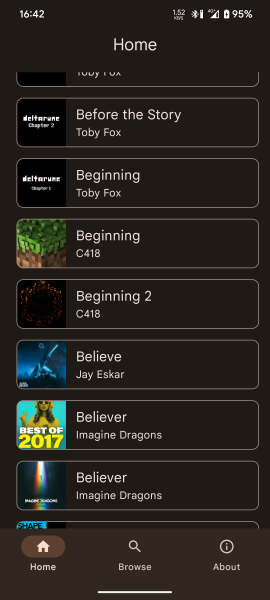 16:42
1.52
KB/S
4G
95%
Home
Toby Fox
deltarune
Chapter 2
Before the Story
Toby Fox
deltarune
Chapter 1
Beginning
Toby Fox
Beginning
C418
Beginning 2
C418
Believe
Jay Eskar
BEST OF
2017
Believer
Imagine Dragons
IMAGINE DRAGONS
Believer
Imagine Dragons
SHAPE
Home
Browse
About